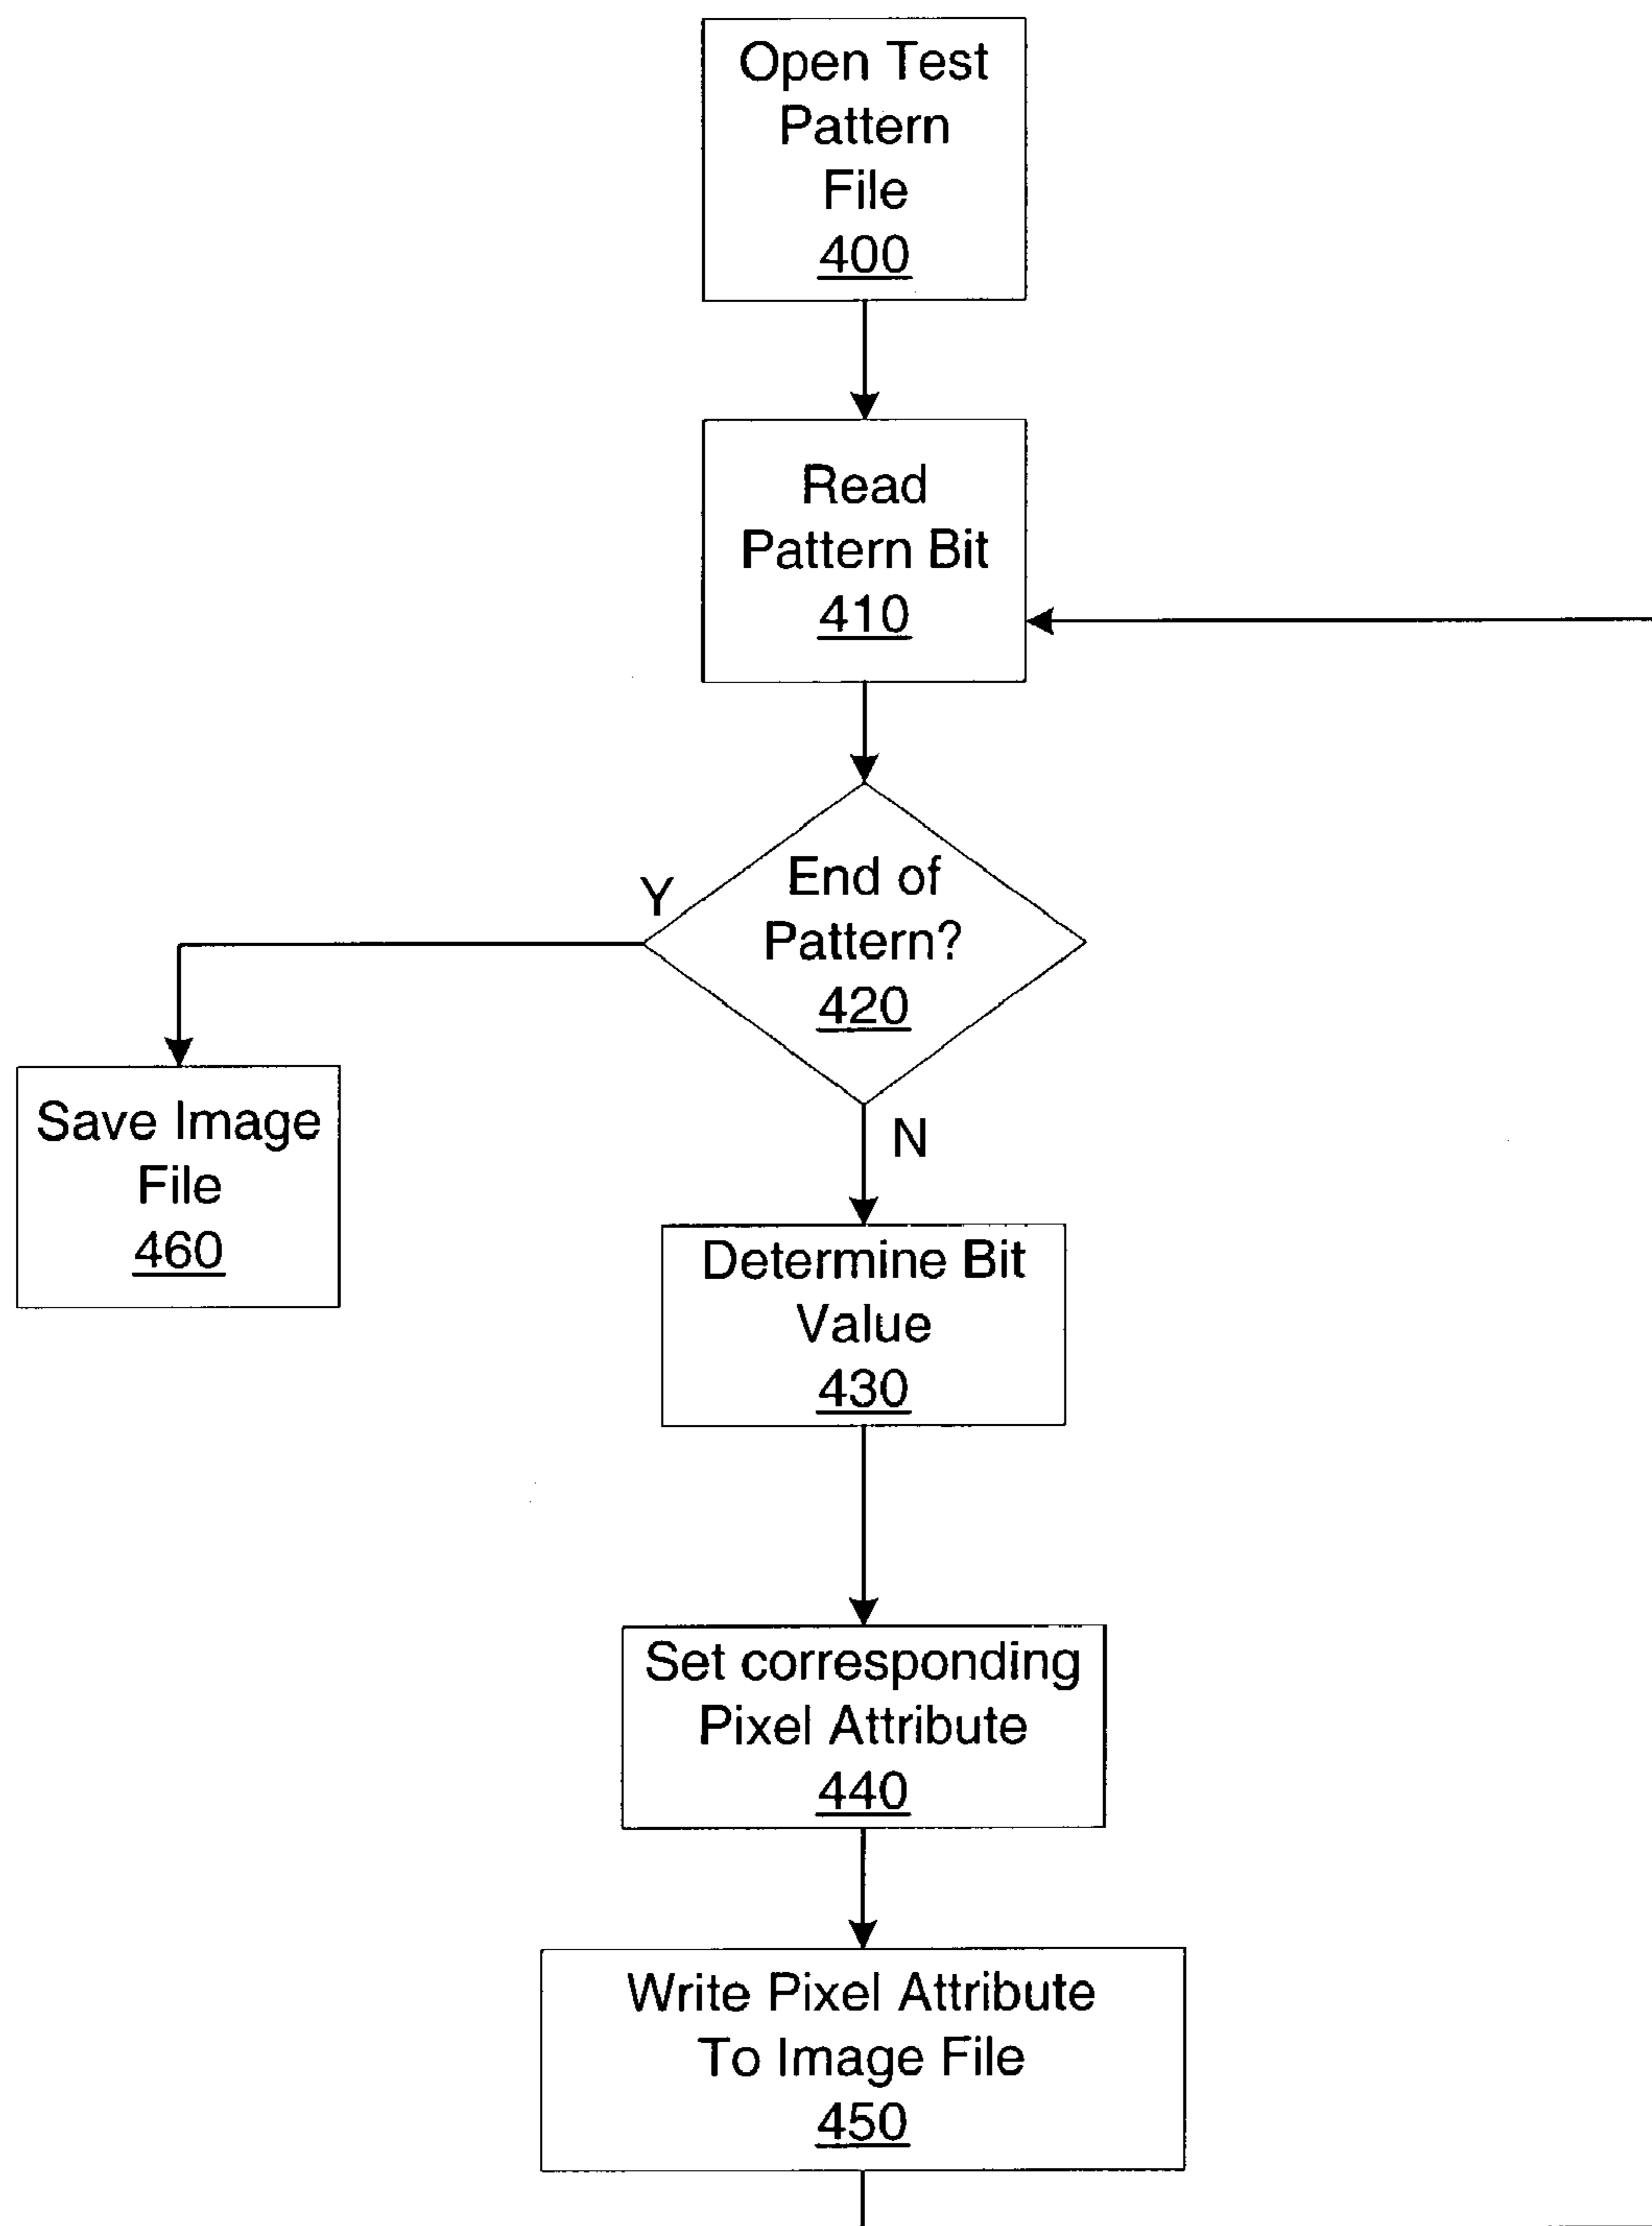 Open Test
Pattern
File
400
Read
Pattern Bit
410
End of
Pattern?
420
Y
N
Save Image
File
460
Determine Bit
Value
430
Set corresponding
Pixel Attribute
440
Write Pixel Attribute
To Image File
450